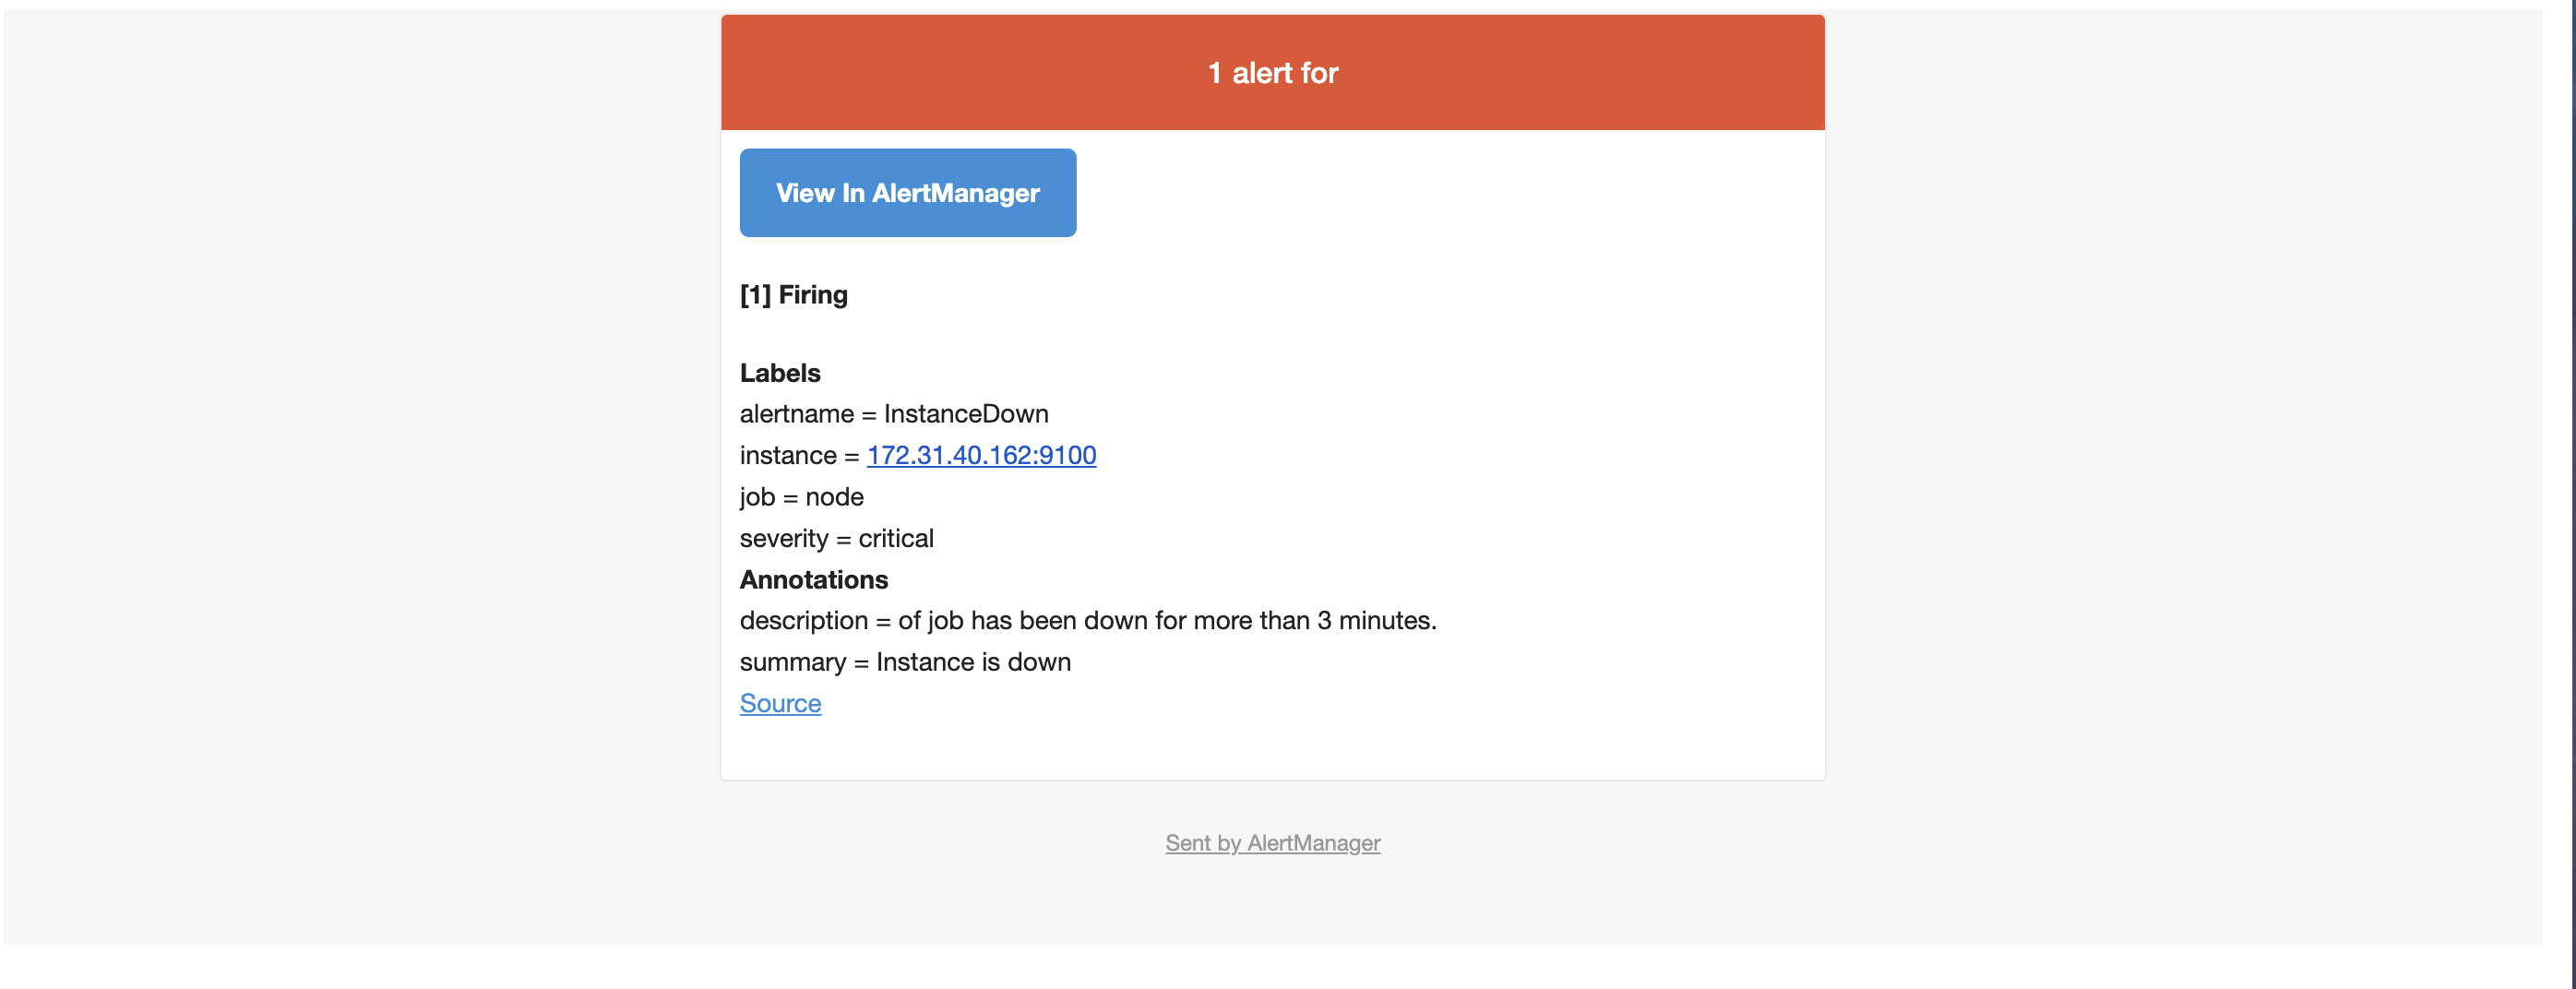 1 alert for
View In AlertManager
[1] Firing
Labels
alertname = InstanceDown
instance = 172.31.40.162:9100
job = node
severity = critical
Annotations
description = of job has been down for more than 3 minutes.
summary = Instance is down
Source
Sent by AlertManager